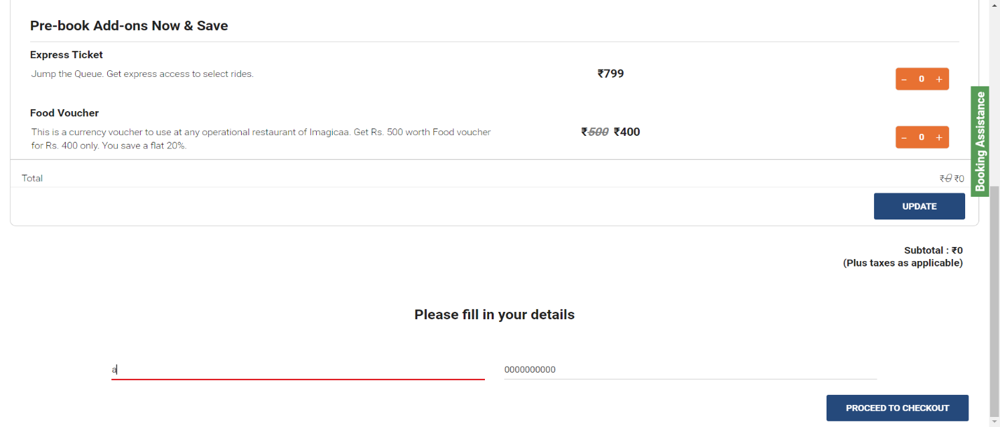 Pre-book Add-ons Now & Save
Express Ticket
Jump the Queue. Get express access to select rides.
₹799
– 0 +
Food Voucher
This is a currency voucher to use at any operational restaurant of Imagicaa. Get Rs. 500 worth Food voucher
for Rs. 400 only. You save a flat 20%.
₹500 ₹400
– 0 +
Booking Assistance
Total
₹0 ₹0
UPDATE
Subtotal : ₹0
(Plus taxes as applicable)
Please fill in your details
a
0000000000
PROCEED TO CHECKOUT